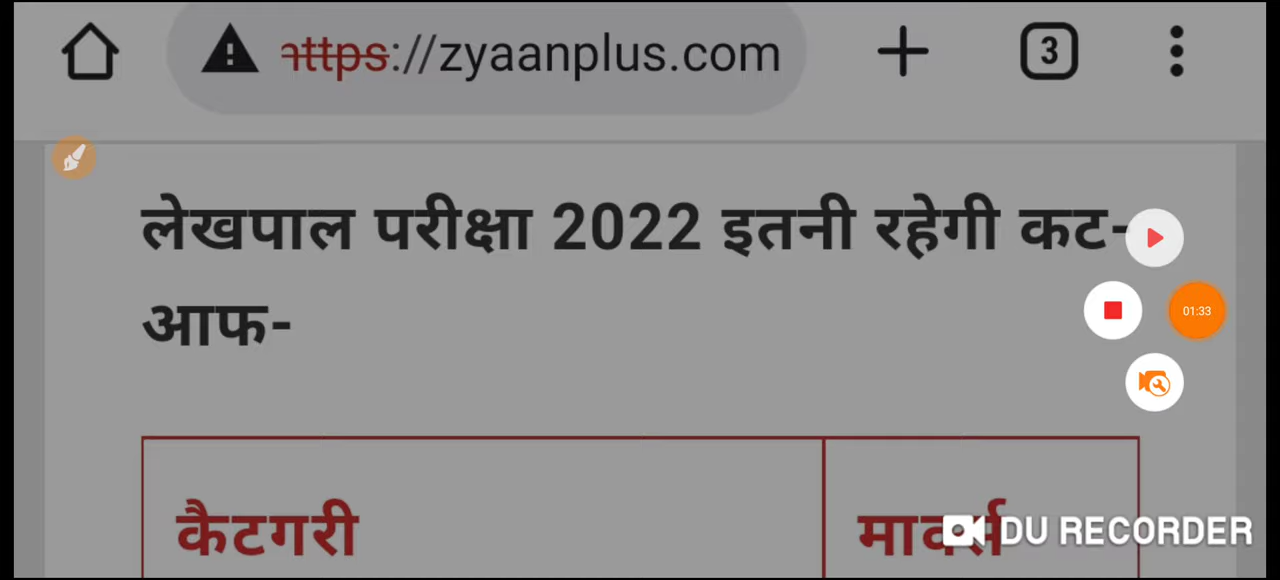 https://zyaanplus.com
3
लेखपाल परीक्षा 2022 इतनी रहेगी कट-
आफ-
01:33
कैटगरी
मार्क्स
DU RECORDER